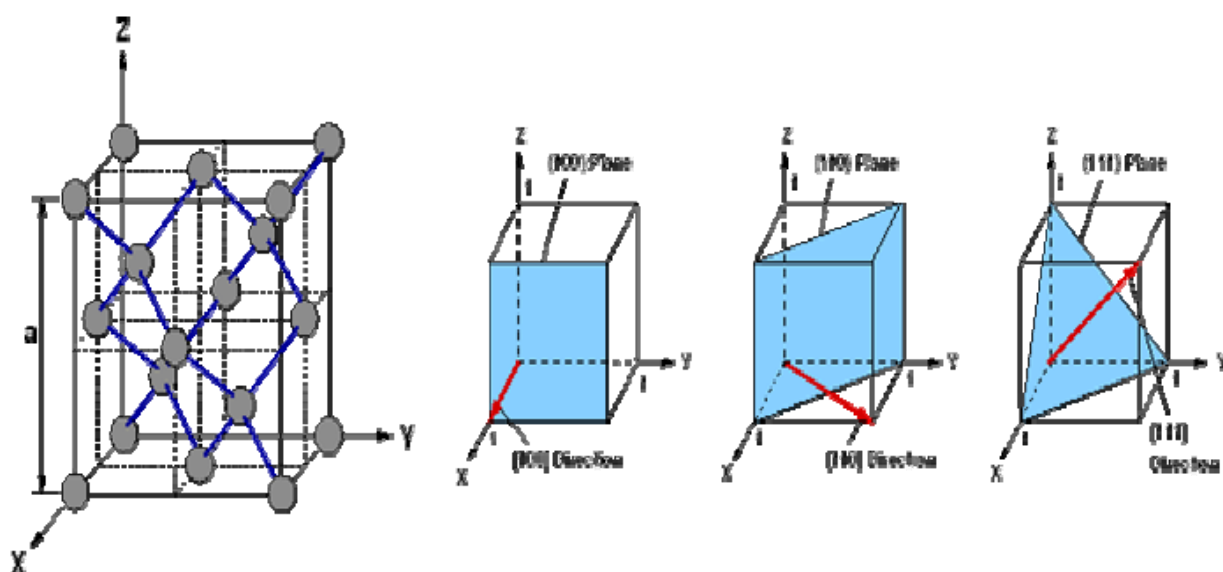 Z
a
Y
X
Z
(100) Plane
1
Y
1
1
X
(100) Direction
Z
(110) Plane
1
Y
1
1
X
(110) Direction
Z
(111) Plane
1
Y
1
1
X
(111)
Direction